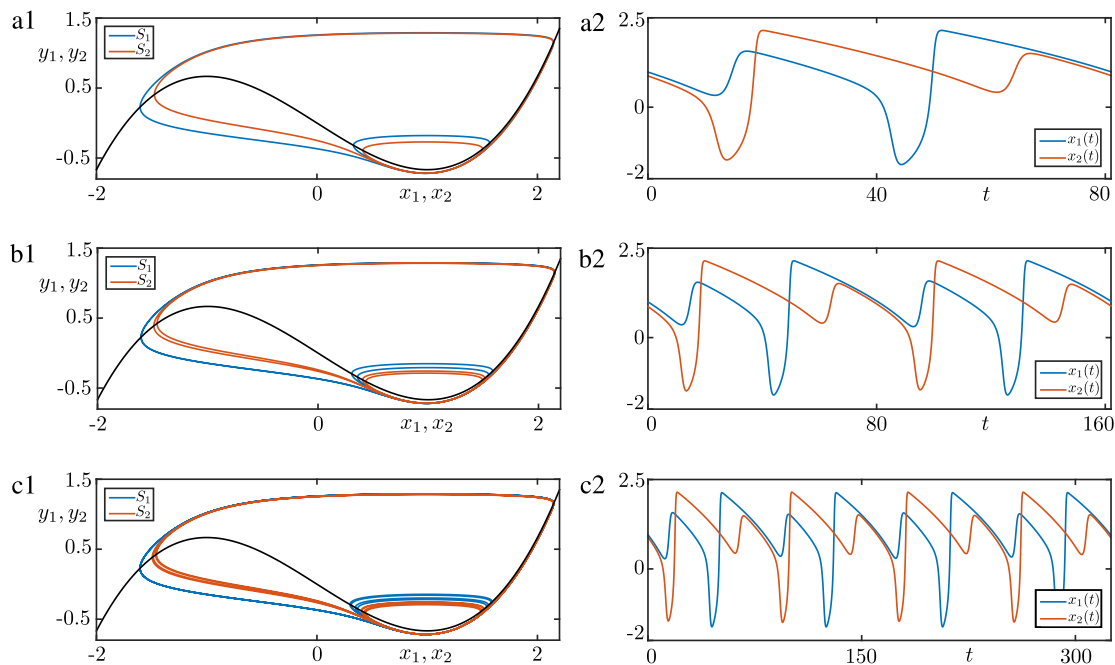 a1
1.5
y₁, y₂
0.5
-0.5
-2
0
x₁, x₂
2
S₁
S₂
a2
2.5
0
-2
0
40
t
80
x₁(t)
x₂(t)
b1
1.5
y₁, y₂
0.5
-0.5
-2
0
x₁, x₂
2
S₁
S₂
b2
2.5
0
-2
0
80
t
160
x₁(t)
x₂(t)
c1
1.5
y₁, y₂
0.5
-0.5
-2
0
x₁, x₂
2
S₁
S₂
c2
2.5
0
-2
0
150
t
300
x₁(t)
x₂(t)